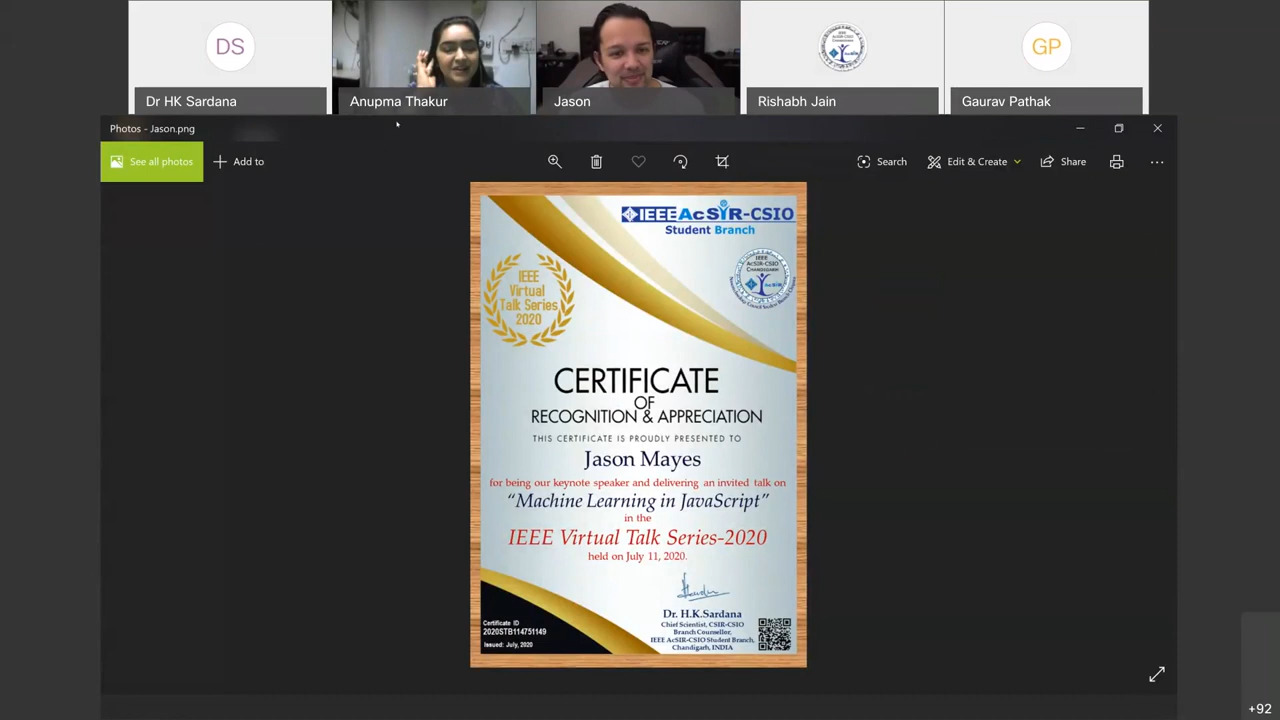 DS
GP
Dr HK Sardana
Anupma Thakur
Jason
Rishabh Jain
Gaurav Pathak
Photos - Jason.png
See all photos
Add to
Search
Edit & Create
Share
IEEE AcSIR-CSIO
Student Branch
IEEE
Virtual
Talk Series
2020
IEEE
AcSIR-CSIO
CHANDIGARH
CERTIFICATE
OF
RECOGNITION & APPRECIATION
THIS CERTIFICATE IS PROUDLY PRESENTED TO
Jason Mayes
for being our keynote speaker and delivering an invited talk on
“Machine Learning in JavaScript”
in the
IEEE Virtual Talk Series-2020
held on July 11, 2020.
Dr. H.K.Sardana
Chief Scientist, CSIR-CSIO
Branch Counsellor,
IEEE AcSIR-CSIO Student Branch,
Chandigarh, INDIA
Certificate ID
2020STB114751149
Issued: July, 2020
+92